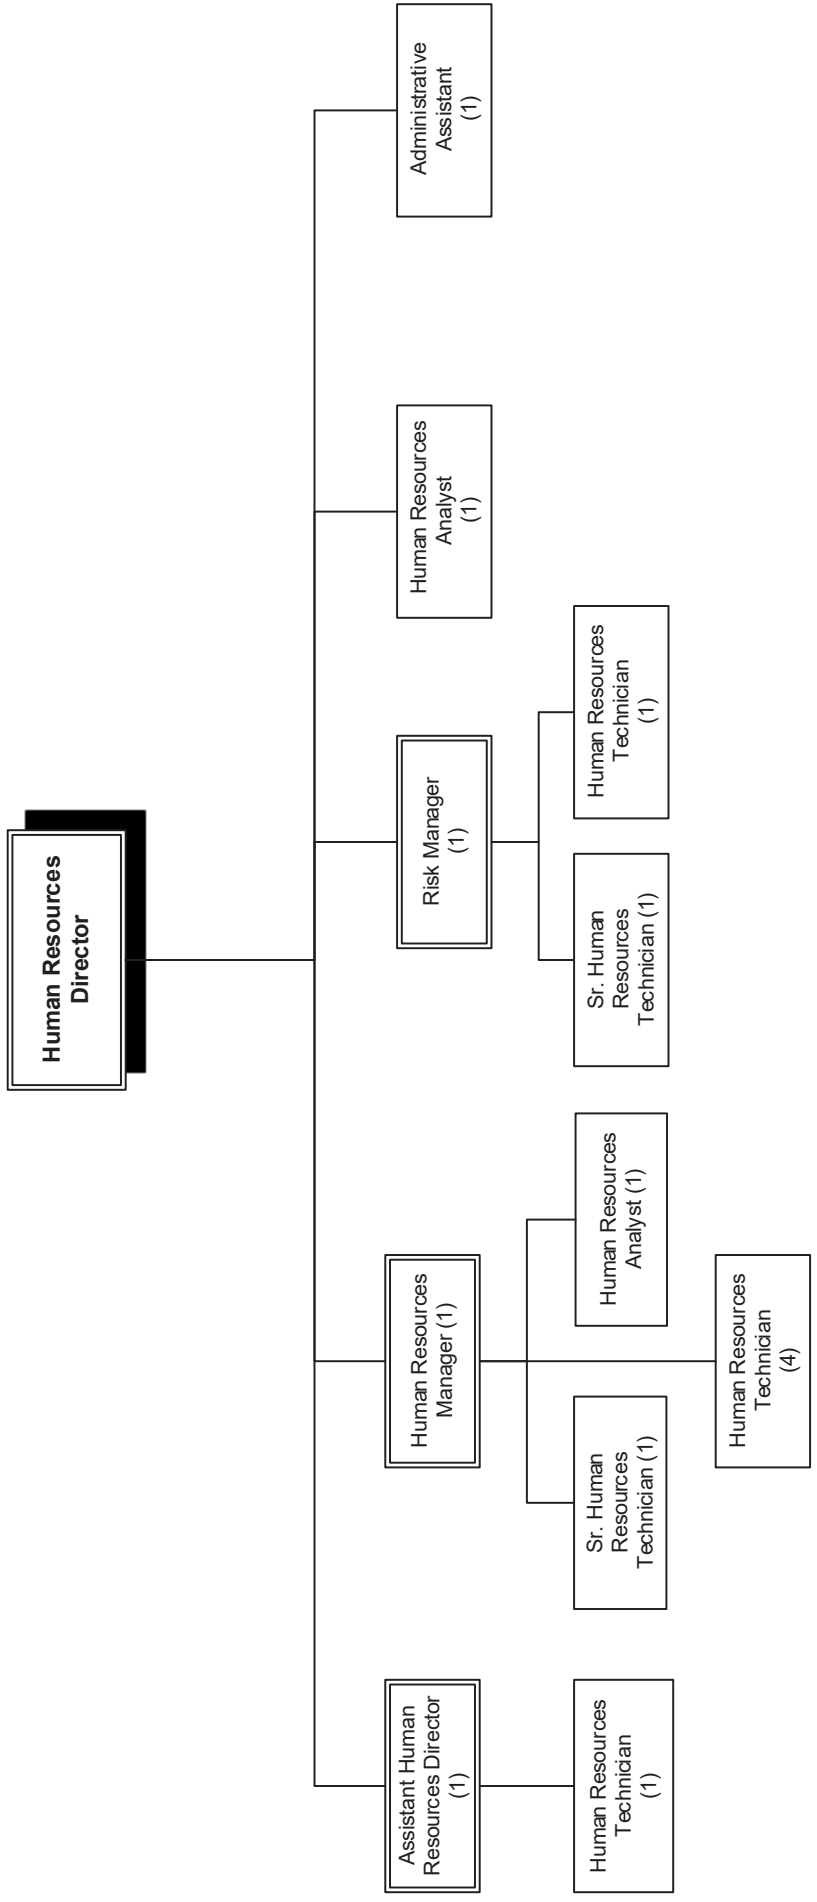 Human Resources
Director
Assistant Human
Resources Director
(1)
Human Resources
Manager (1)
Risk Manager
(1)
Human Resources
Analyst
(1)
Administrative
Assistant
(1)
Human Resources
Technician
(1)
Sr. Human
Resources
Technician (1)
Human Resources
Analyst (1)
Sr. Human
Resources
Technician (1)
Human Resources
Technician
(1)
Human Resources
Technician
(4)